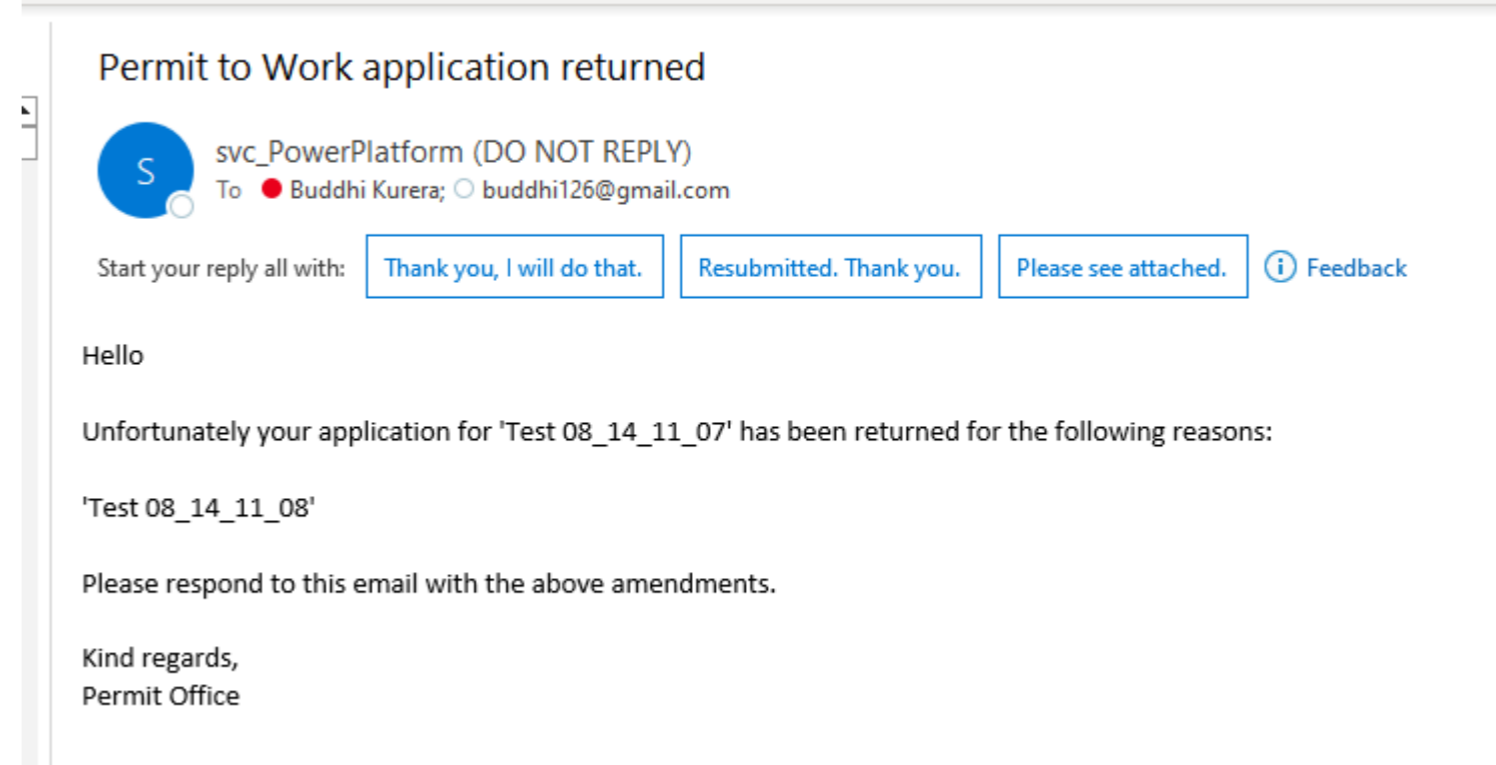 Permit to Work application returned
S
svc_PowerPlatform (DO NOT REPLY)
To Buddhi Kurera; buddhi126@gmail.com
Start your reply all with: Thank you, I will do that. Resubmitted. Thank you. Please see attached. Feedback
Hello
Unfortunately your application for 'Test 08_14_11_07' has been returned for the following reasons:
'Test 08_14_11_08'
Please respond to this email with the above amendments.
Kind regards,
Permit Office